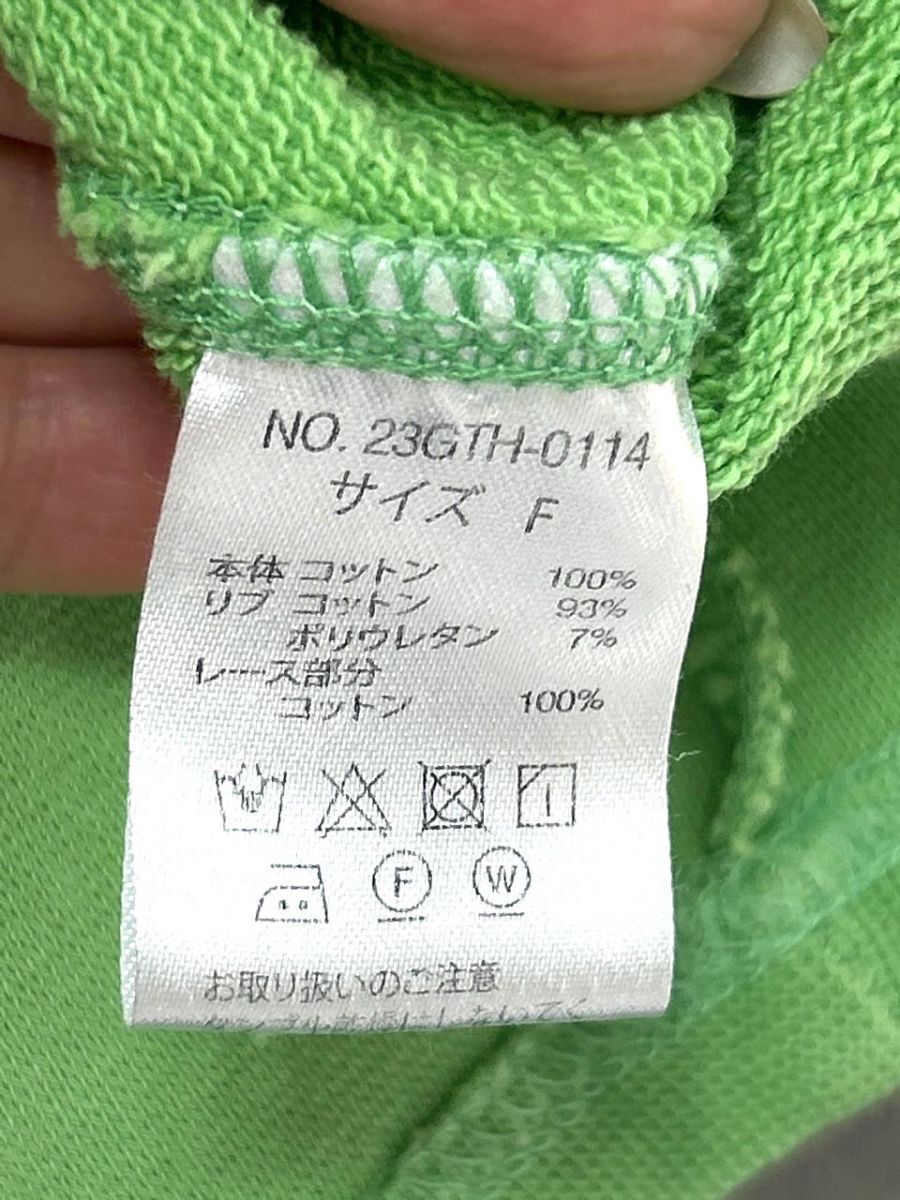 NO. 23GTH-0114
サイズ F
本体 コットン 100%
リブ コットン 93%
ポリウレタン 7%
レース部分
コットン 100%
F W
お取り扱いのご注意